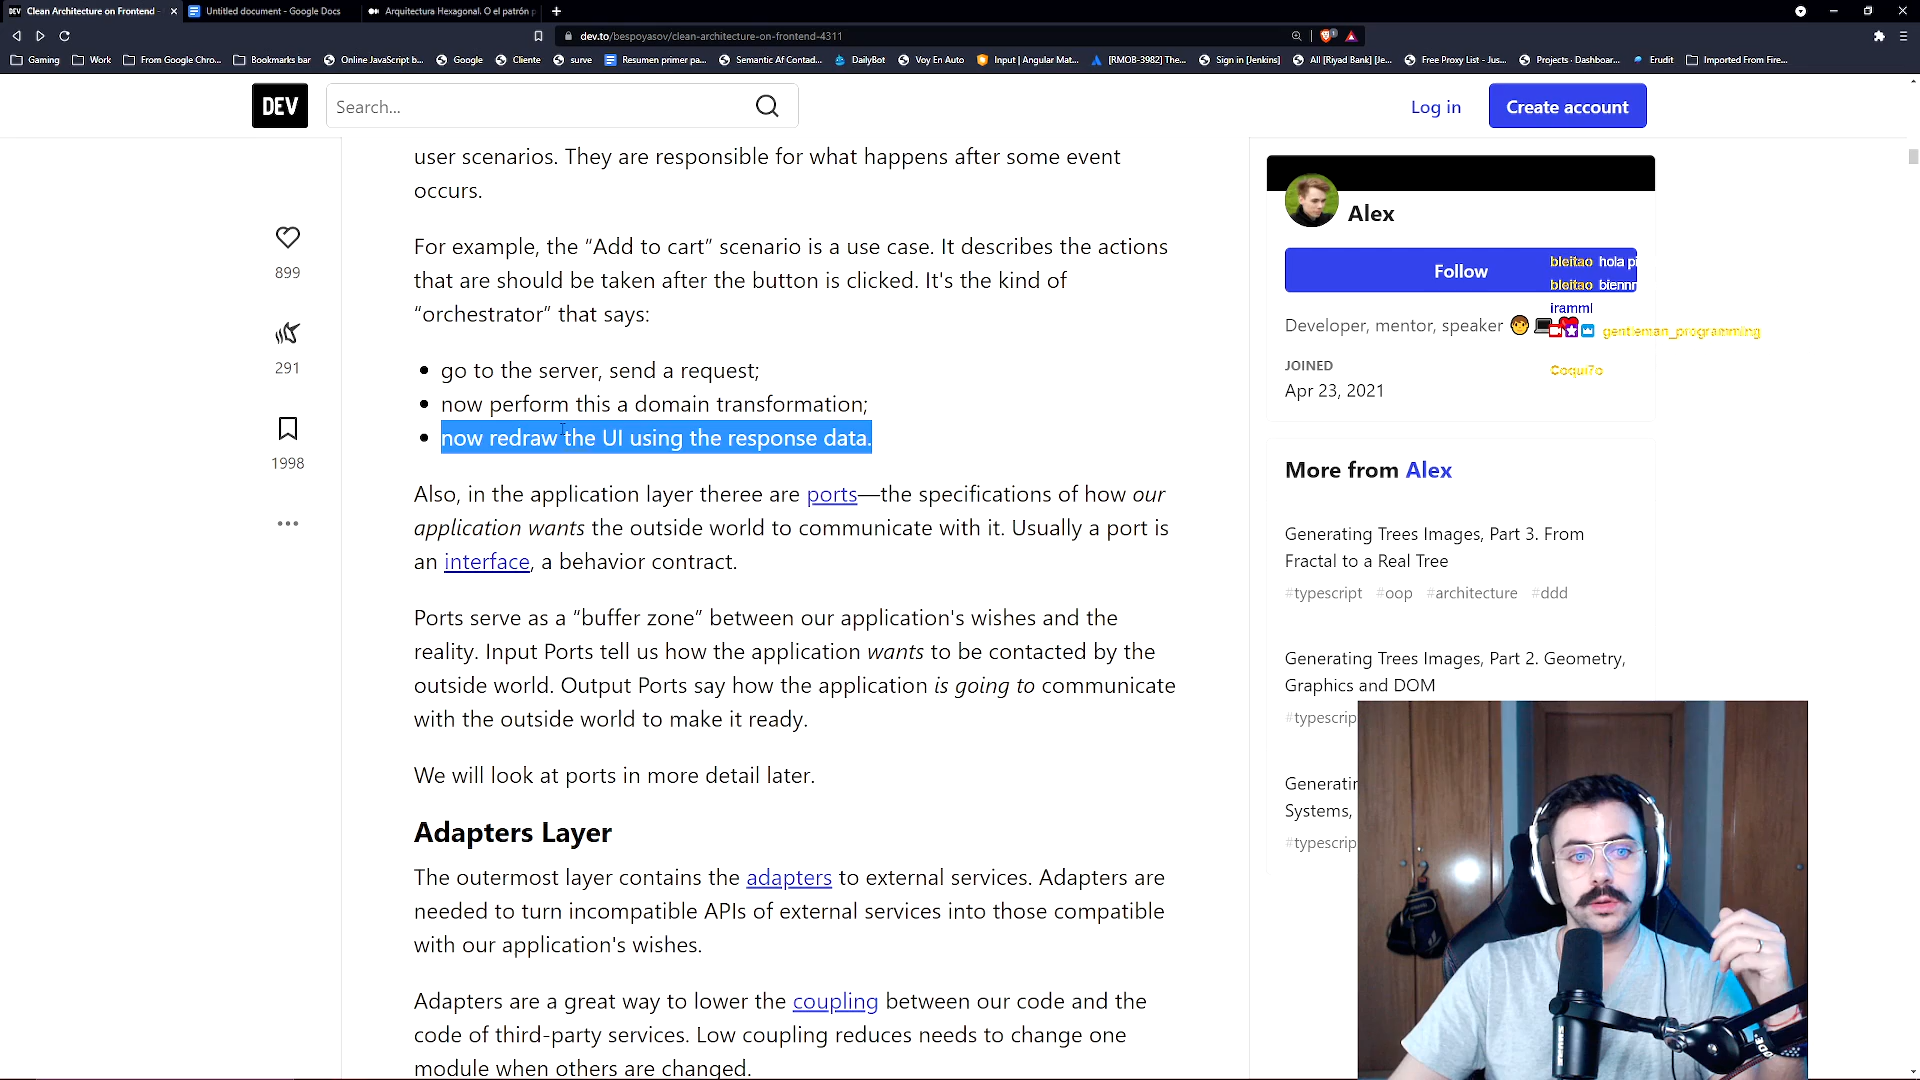 Clean Architecture on Frontend -
Untitled document - Google Docs
Arquitectura Hexagonal. O el patrón p
dev.to/bespoyasov/clean-architecture-on-frontend-4311
Gaming
Work
From Google Chro...
Bookmarks bar
Online JavaScript b...
Google
Cliente
surve
Resumen primer pa...
Semantic Af Contad...
DailyBot
Voy En Auto
Input | Angular Mat...
[RMOB-3982] [The...
Sign in [Jenkins]
All [Riyad Bank] [Je...
Free Proxy List - Jus...
Projects · Dashboar...
Erudit
Imported From Fire...
DEV
Search...
Log in
Create account
user scenarios. They are responsible for what happens after some event
occurs.
For example, the “Add to cart” scenario is a use case. It describes the actions
that are should be taken after the button is clicked. It's the kind of
“orchestrator” that says:
go to the server, send a request;
now perform this a domain transformation;
now redraw the UI using the response data.
Also, in the application layer theree are ports—the specifications of how our
application wants the outside world to communicate with it. Usually a port is
an interface, a behavior contract.
Ports serve as a “buffer zone” between our application's wishes and the
reality. Input Ports tell us how the application wants to be contacted by the
outside world. Output Ports say how the application is going to communicate
with the outside world to make it ready.
We will look at ports in more detail later.
Adapters Layer
The outermost layer contains the adapters to external services. Adapters are
needed to turn incompatible APIs of external services into those compatible
with our application's wishes.
Adapters are a great way to lower the coupling between our code and the
code of third-party services. Low coupling reduces needs to change one
module when others are changed.
899
291
1998
Alex
Follow
Developer, mentor, speaker
JOINED
Apr 23, 2021
bleitao hola pi
bleitao biennn
iramml
gentleman_programming
Coqui7o
More from Alex
Generating Trees Images, Part 3. From
Fractal to a Real Tree
#typescript #oop #architecture #ddd
Generating Trees Images, Part 2. Geometry,
Graphics and DOM
#typescrip
Generatin
Systems,
#typescrip